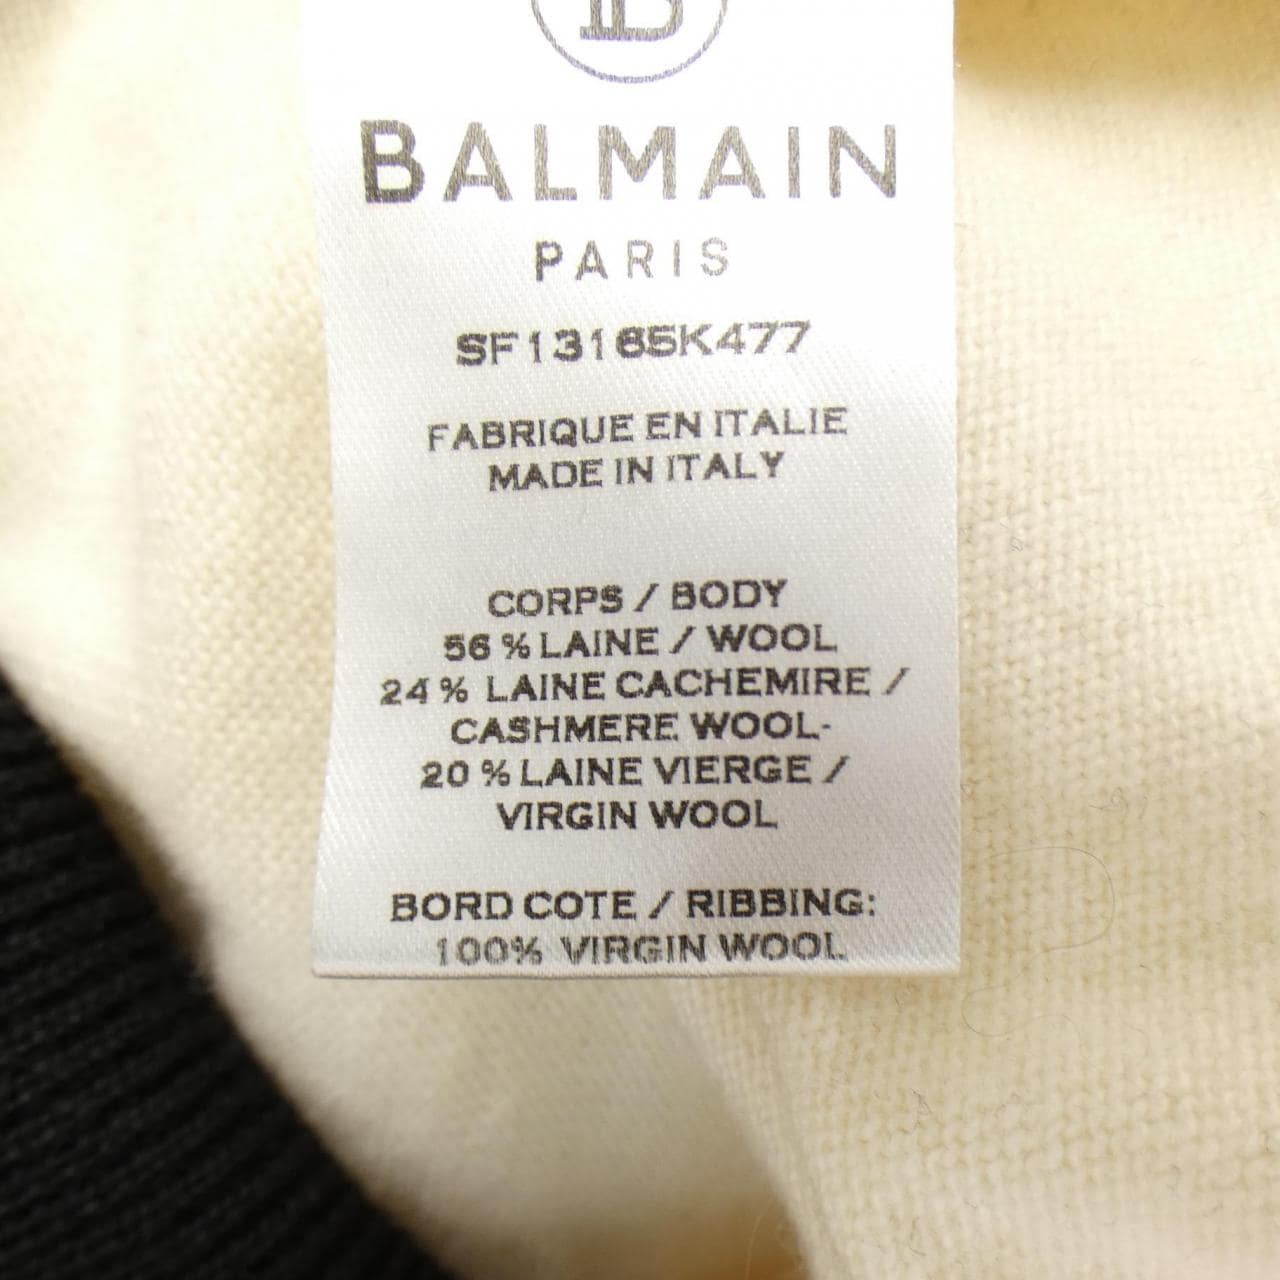 BALMAIN
PARIS
SF13165K477
FABRIQUE EN ITALIE
MADE IN ITALY
CORPS / BODY
56 % LAINE / WOOL
24 % LAINE CACHEMIRE /
CASHMERE WOOL-
20 % LAINE VIERGE /
VIRGIN WOOL
BORD COTE / RIBBING:
100% VIRGIN WOOL